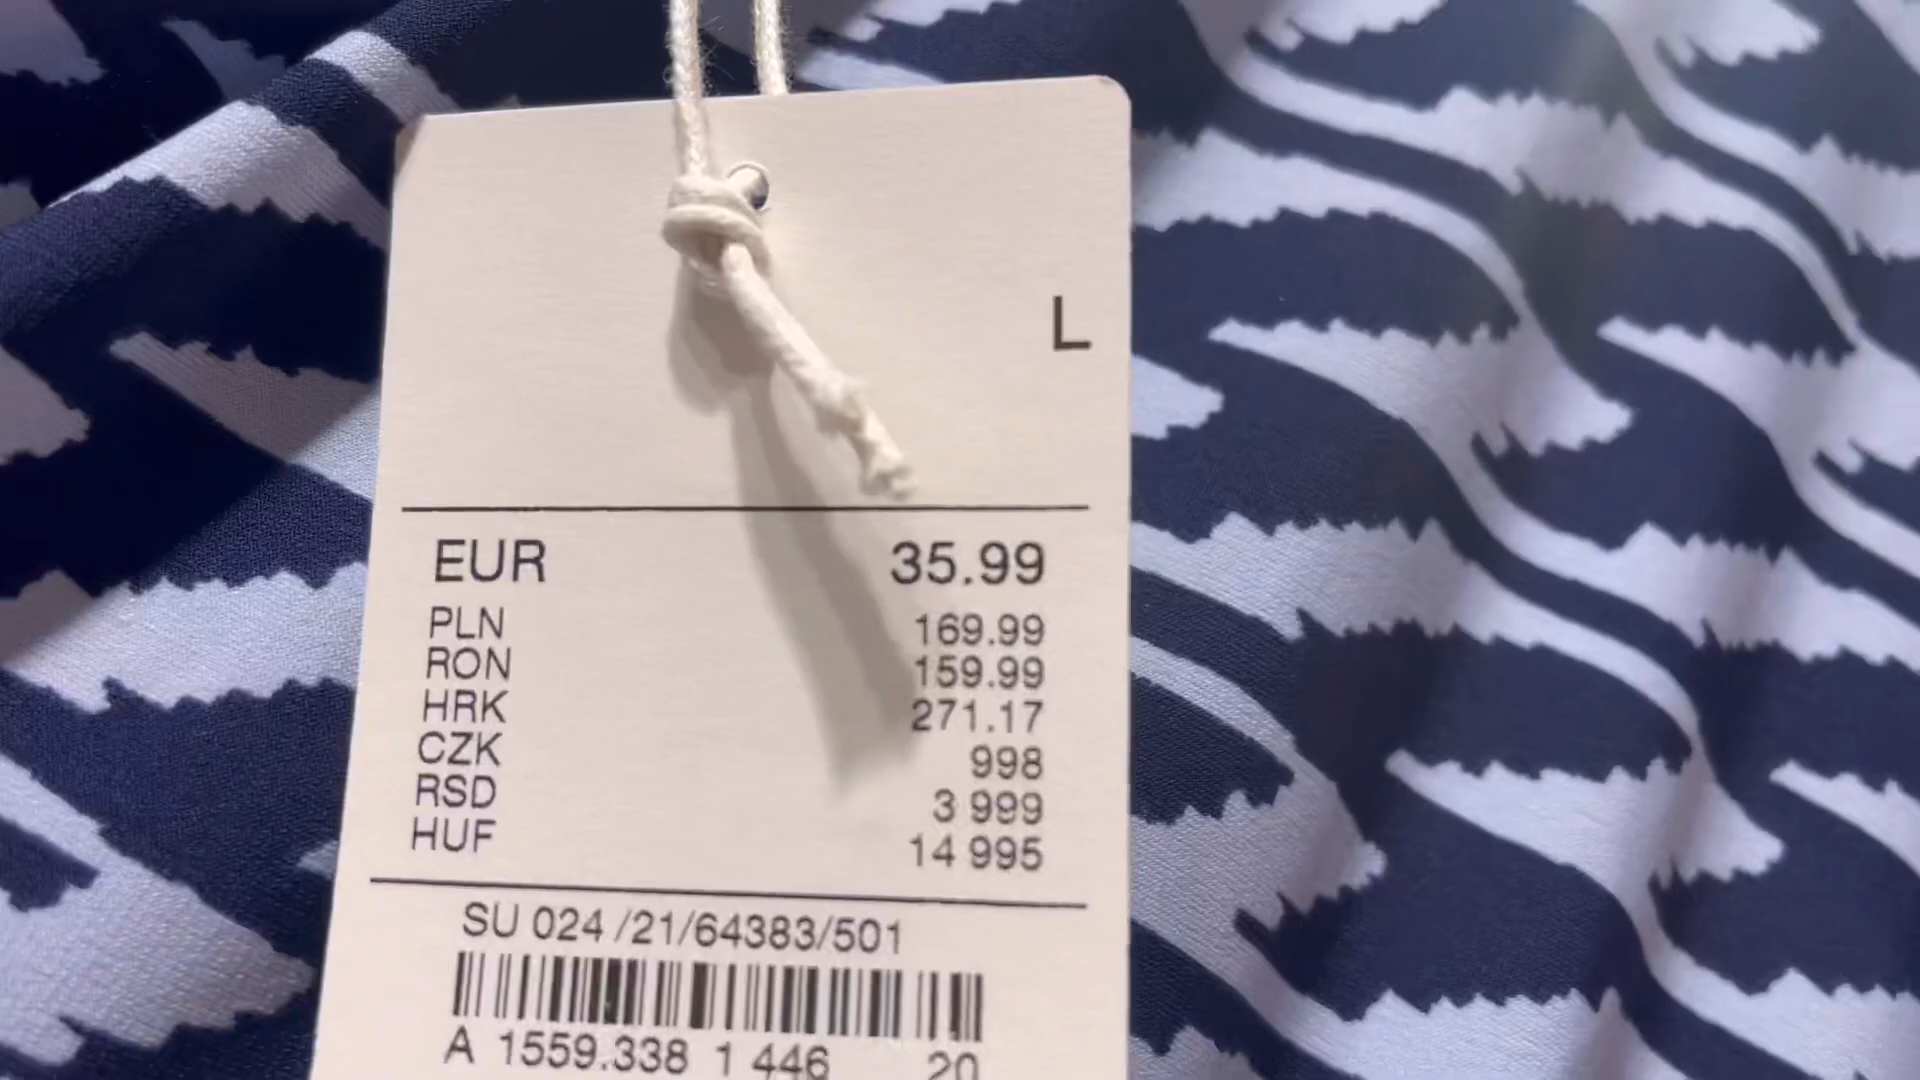 L
EUR 35.99
PLN 169.99
RON 159.99
HRK 271.17
CZK 998
RSD 3 999
HUF 14 995
SU 024 /21/64383/501
A 1559.338 1 446 20